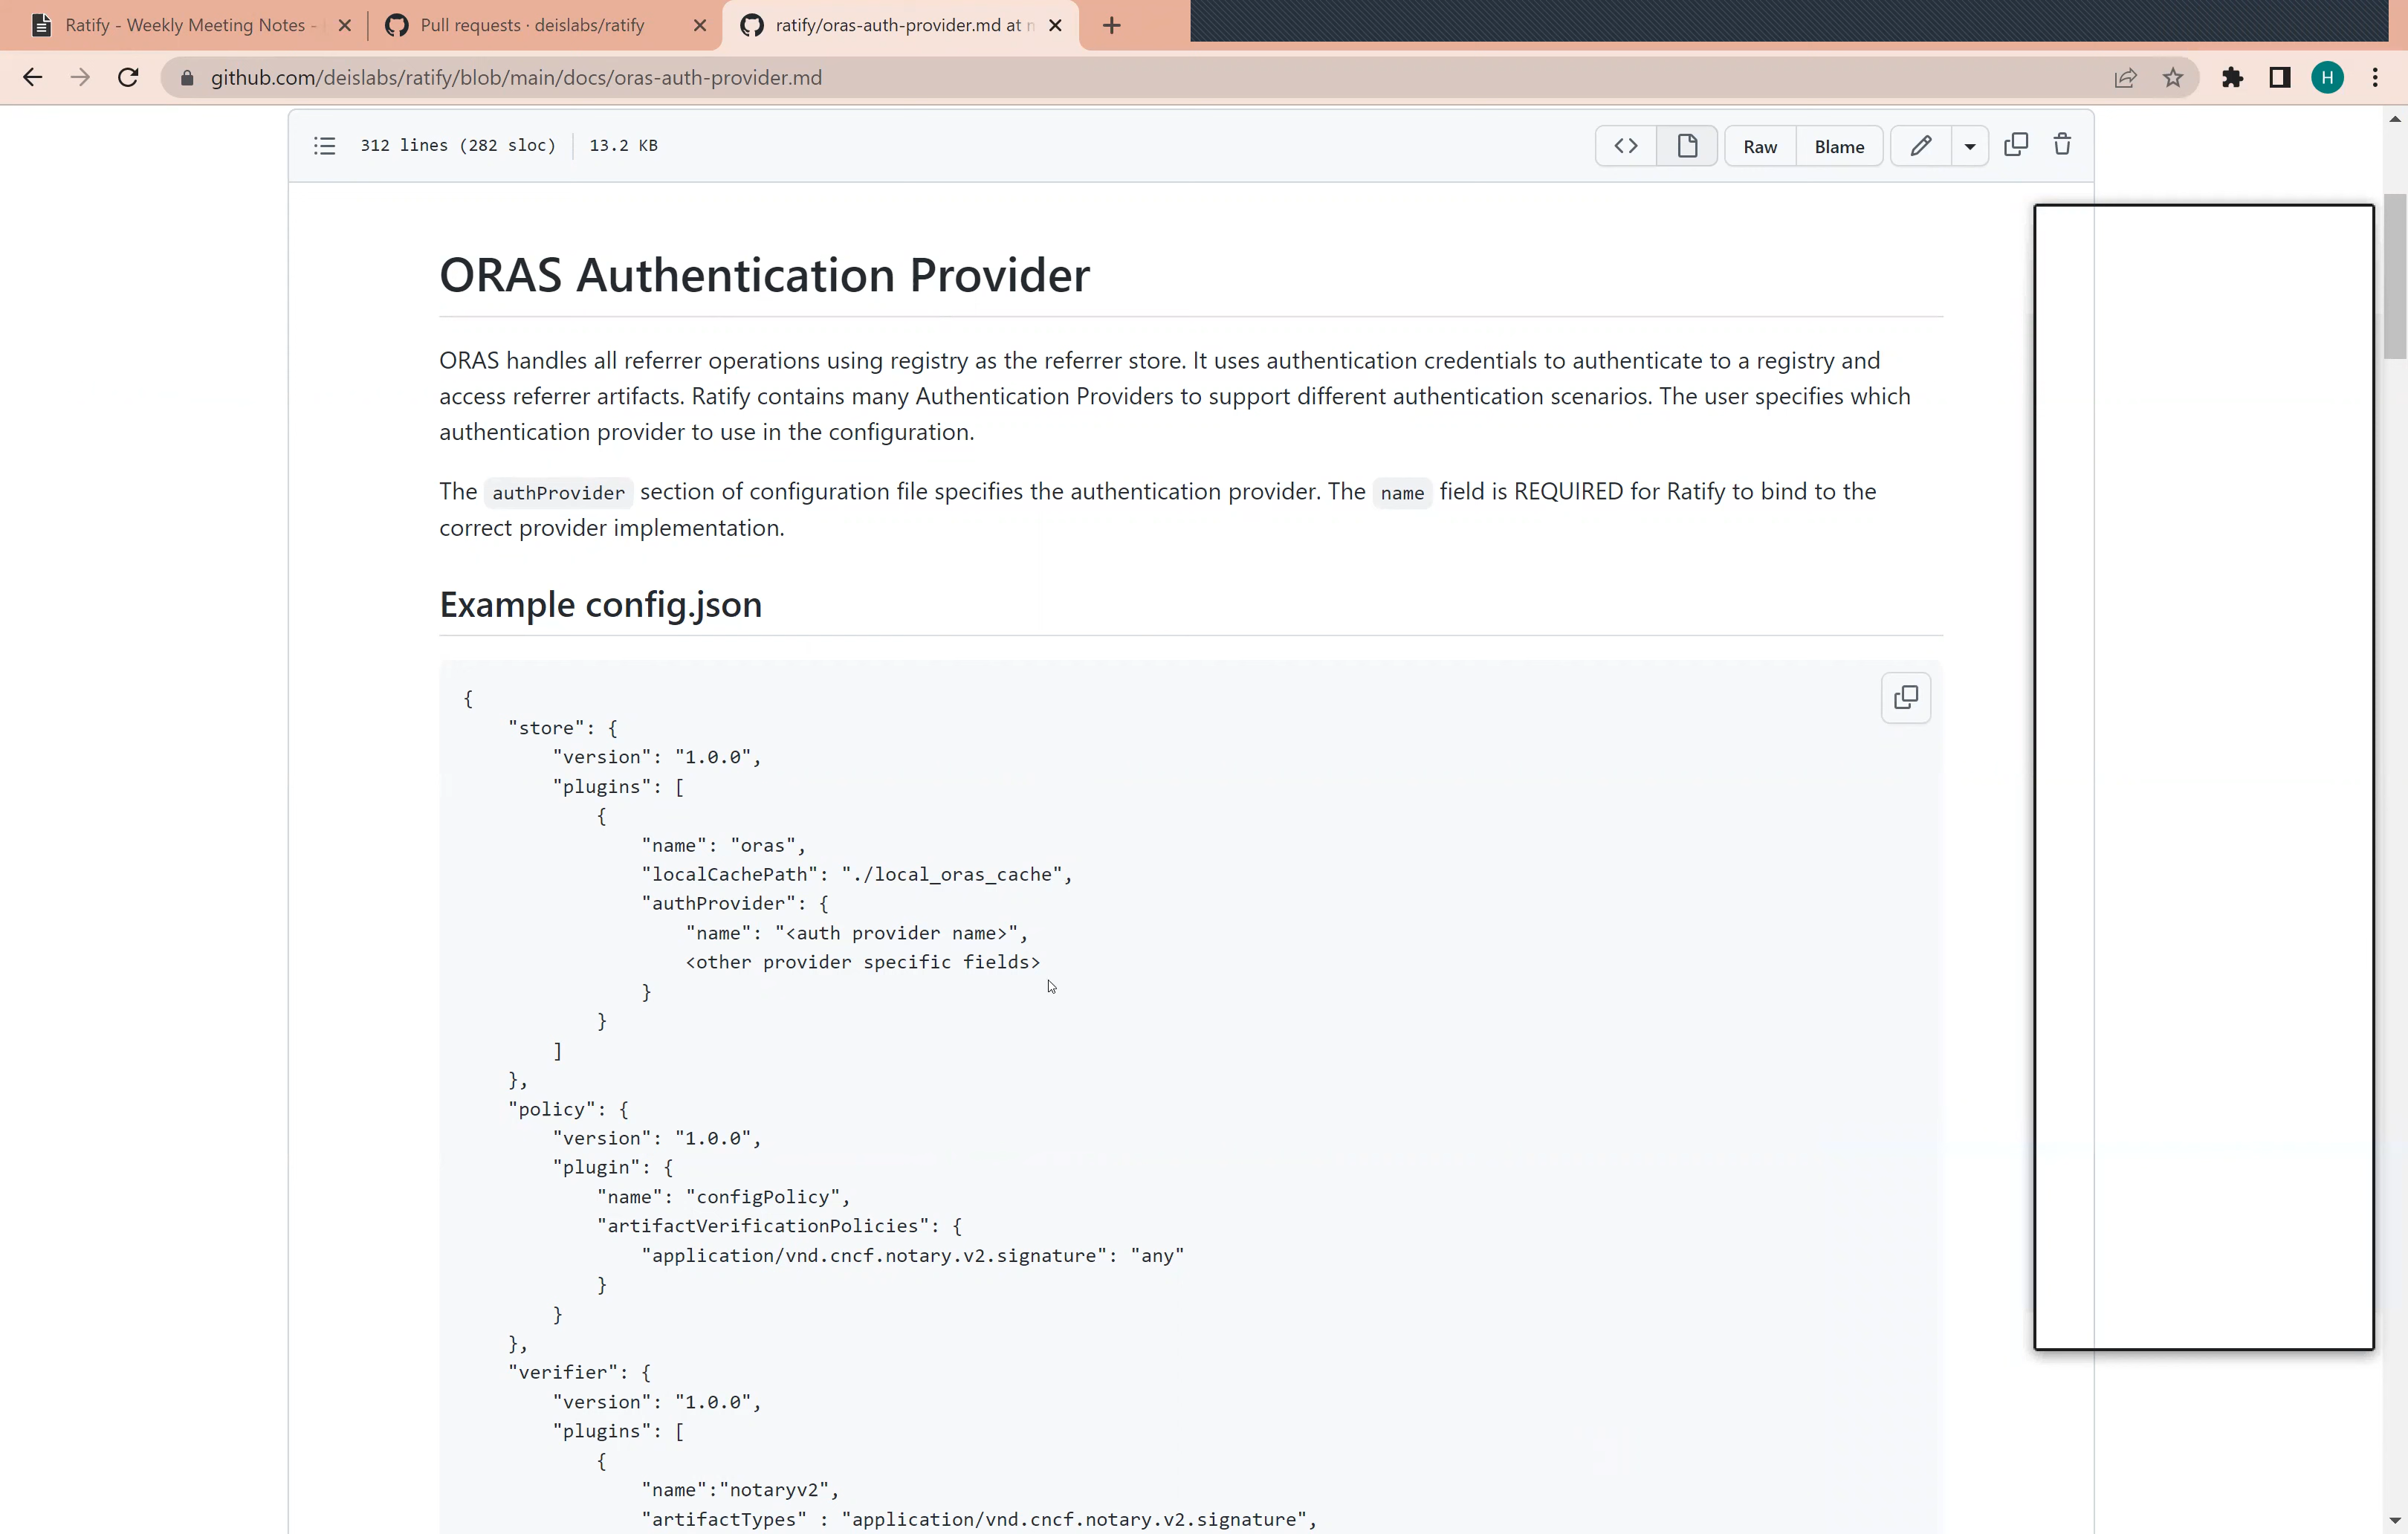 Ratify - Weekly Meeting Notes -
Pull requests · deislabs/ratify
ratify/oras-auth-provider.md at
github.com/deislabs/ratify/blob/main/docs/oras-auth-provider.md
H
312 lines (282 sloc) 13.2 KB
Raw Blame
ORAS Authentication Provider
ORAS handles all referrer operations using registry as the referrer store. It uses authentication credentials to authenticate to a registry and
access referrer artifacts. Ratify contains many Authentication Providers to support different authentication scenarios. The user specifies which
authentication provider to use in the configuration.
The authProvider section of configuration file specifies the authentication provider. The name field is REQUIRED for Ratify to bind to the
correct provider implementation.
Example config.json
{
"store": {
"version": "1.0.0",
"plugins": [
{
"name": "oras",
"localCachePath": "./local_oras_cache",
"authProvider": {
"name": "<auth provider name>",
<other provider specific fields>
}
}
]
},
"policy": {
"version": "1.0.0",
"plugin": {
"name": "configPolicy",
"artifactVerificationPolicies": {
"application/vnd.cncf.notary.v2.signature": "any"
}
}
},
"verifier": {
"version": "1.0.0",
"plugins": [
{
"name":"notaryv2",
"artifactTypes" : "application/vnd.cncf.notary.v2.signature",